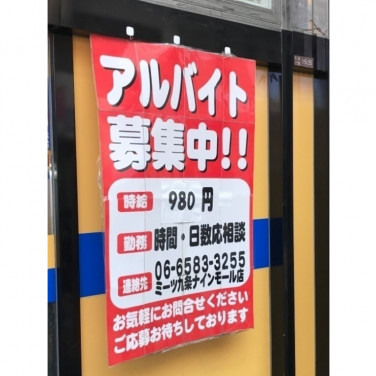 アルバイト
募集中!!
時給 980 円
勤務 時間・日数応相談
連絡先 06-6583-3255
ミーツ九条ナインモール店
お気軽にお問合せください
ご応募お待ちしております